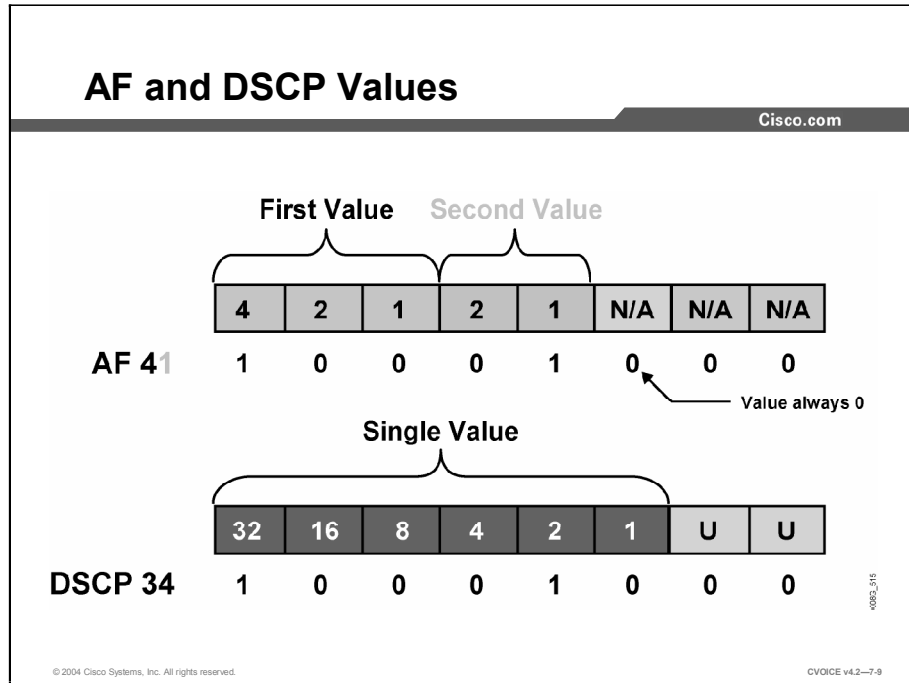 AF and DSCP Values
Cisco.com
First Value Second Value
4 2 1 2 1 N/A N/A N/A
AF 41 1 0 0 0 1 0 0 0
Value always 0
Single Value
32 16 8 4 2 1 U U
DSCP 34 1 0 0 0 1 0 0 0
K08G_515
© 2004 Cisco Systems, Inc. All rights reserved.
CVOICE v4.2—7-9